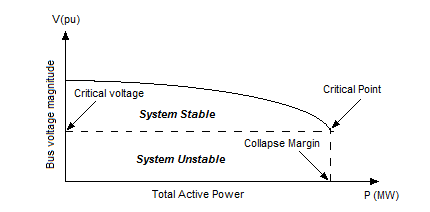 V(pu)
Bus voltage magnitude
Critical voltage
Critical Point
System Stable
Collapse Margin
System Unstable
Total Active Power
P (MW)